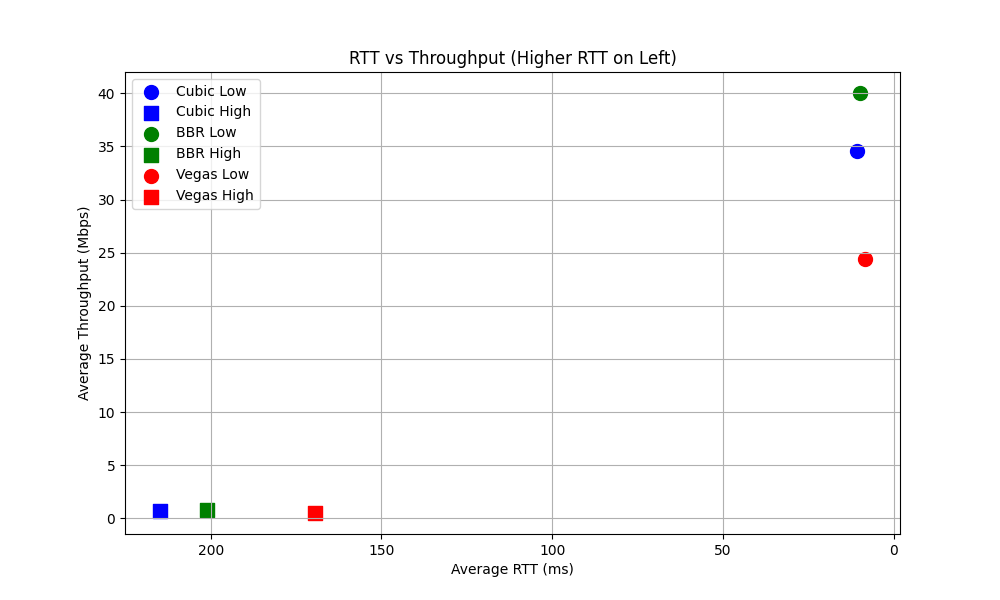 RTT vs Throughput (Higher RTT on Left)
Cubic Low
Cubic High
BBR Low
BBR High
Vegas Low
Vegas High
Average Throughput (Mbps)
40
35
30
25
20
15
10
5
0
200
150
100
50
0
Average RTT (ms)